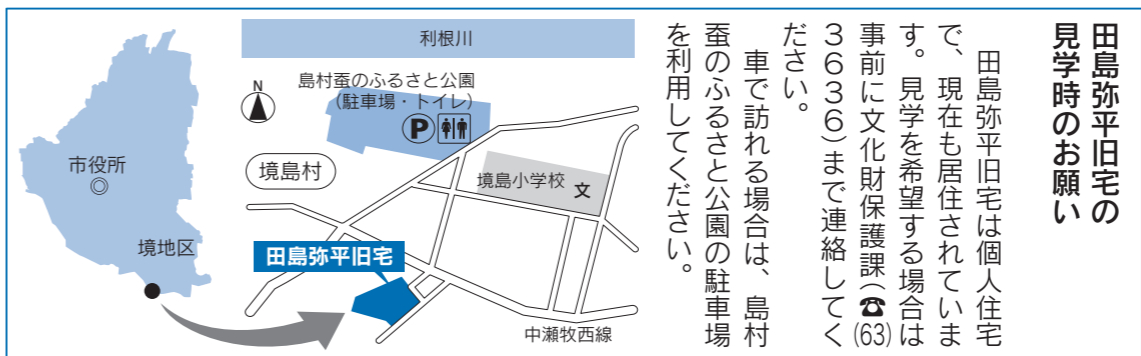 田島弥平旧宅の
見学時のお願い
田島弥平旧宅は個人住宅
で、現在も居住されていま
す。見学を希望する場合は
事前に文化財保護課(☎(63)
3636)まで連絡してく
ださい。
車で訪れる場合は、島村
蚕のふるさと公園の駐車場
を利用してください。
利根川
島村蚕のふるさと公園
(駐車場・トイレ)
P
N
境島村
境島小学校 文
田島弥平旧宅
中瀬牧西線
市役所
◎
境地区